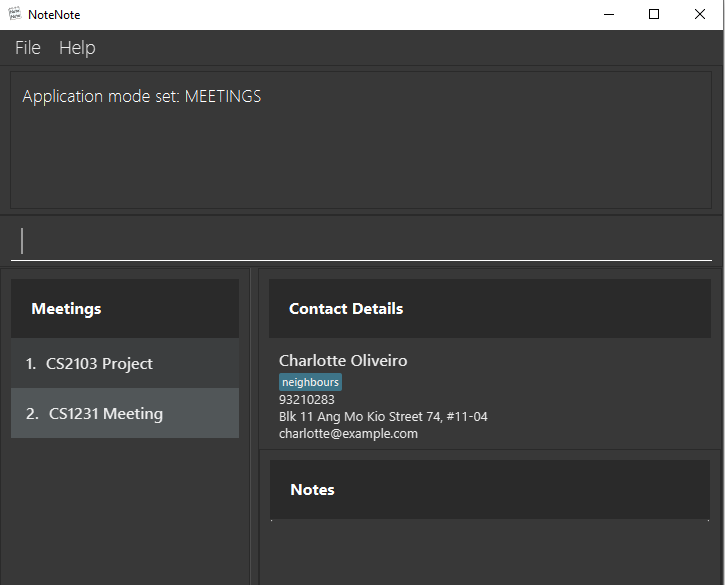 NoteNote
File Help
Application mode set: MEETINGS
Meetings
1. CS2103 Project
2. CS1231 Meeting
Contact Details
Charlotte Oliveiro
neighbours
93210283
Blk 11 Ang Mo Kio Street 74, #11-04
charlotte@example.com
Notes